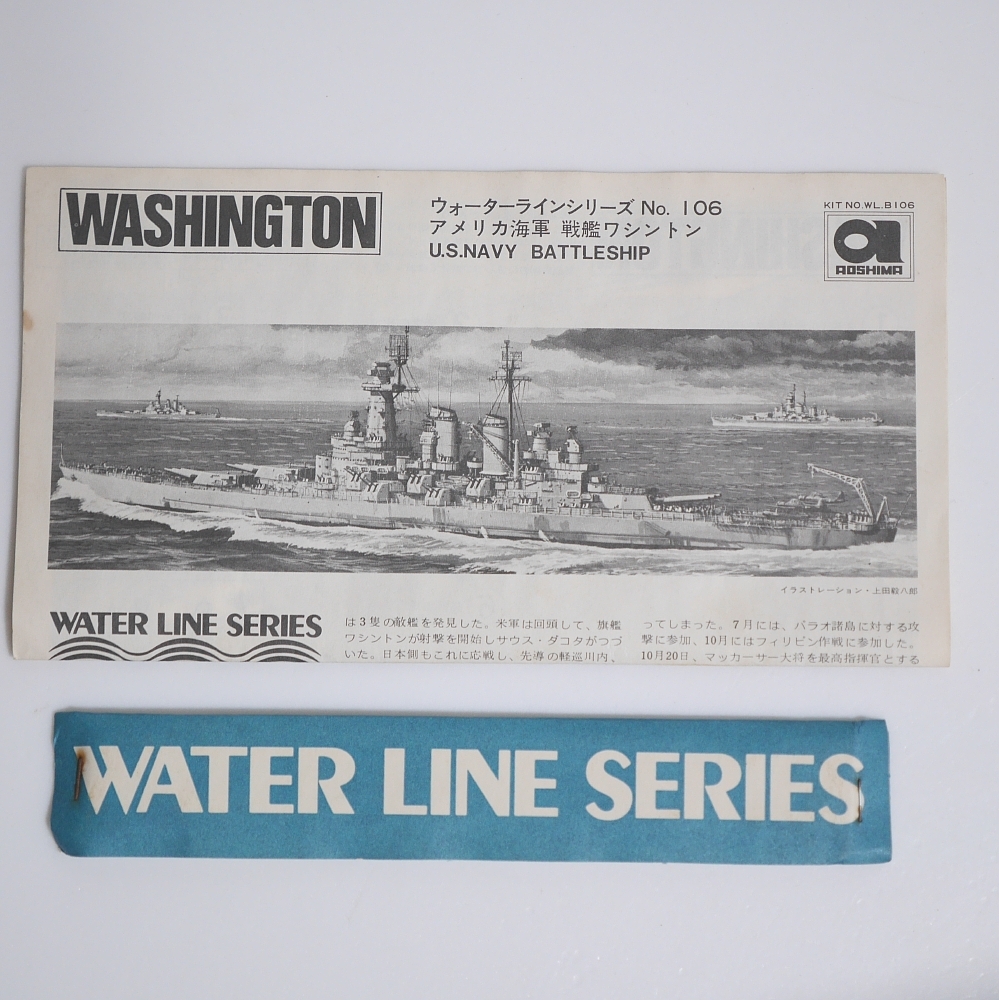 WASHINGTON
ウォーターラインシリーズ No. 106
アメリカ海軍 戦艦ワシントン
U.S.NAVY BATTLESHIP
KIT NO.WL.B106
AOSHIMA
イラストレーション・上田毅八郎
WATER LINE SERIES
は3隻の敵艦を発見した。米軍は回頭して、旗艦
ワシントンが射撃を開始しサウス・ダコタがつづ
いた。日本側もこれに応戦し、先導の軽巡川内、
ってしまった。7月には、パラオ諸島に対する攻
撃に参加、10月にはフィリピン作戦に参加した。
10月20日、マッカーサー大将を最高指揮官とする
WATER LINE SERIES